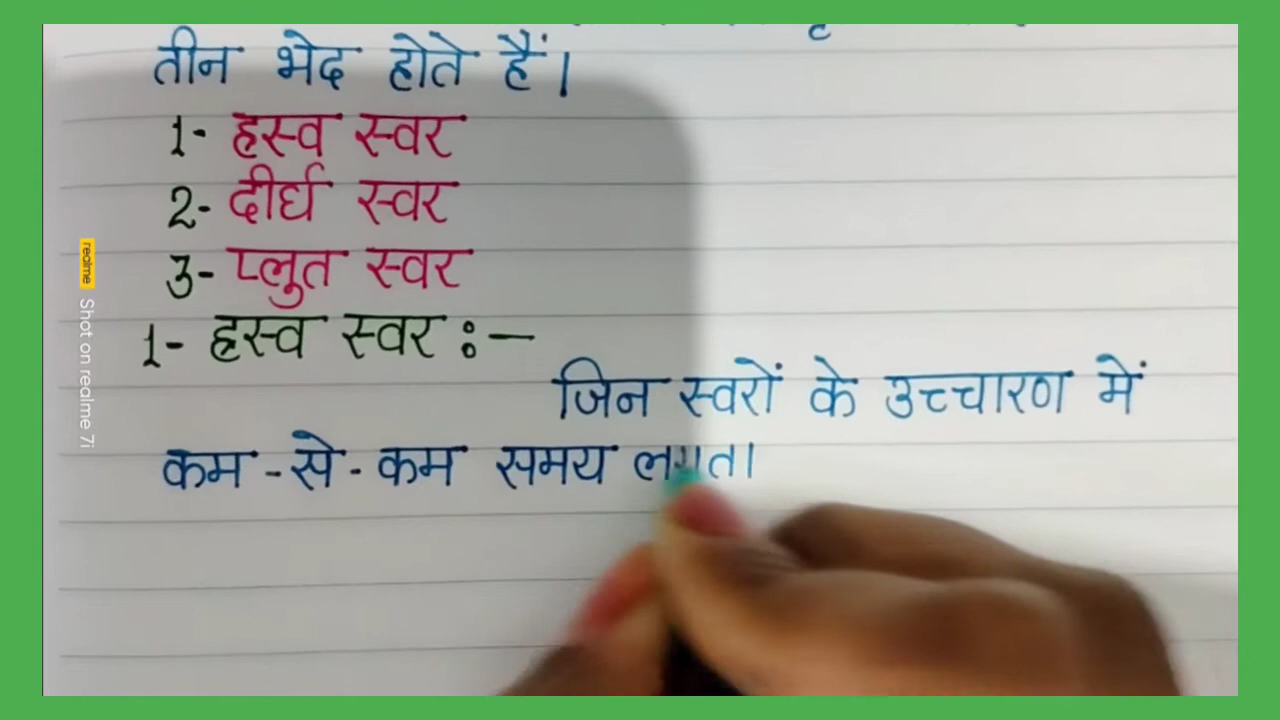 तीन भेद होते हैं।
1- ह्रस्व स्वर
2- दीर्घ स्वर
3- प्लुत स्वर
1- ह्रस्व स्वर :-
जिन स्वरों के उच्चारण में
कम-से-कम समय लगता
realme Shot on realme 7i